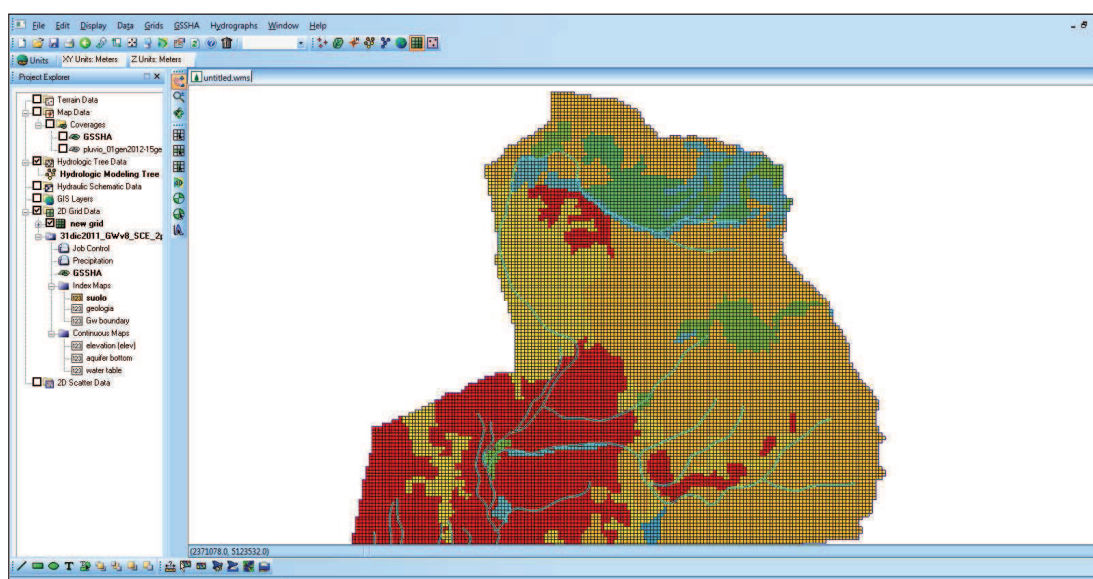 File Edit Display Data Grids GSSHA Hydrographs Window Help
Units XY Units: Meters Z Units: Meters
Project Explorer
untitled.wms
Terrain Data
Map Data
Coverages
GSSHA
pluvio_01gen2012-15ge
Hydrologic Tree Data
Hydrologic Modeling Tree
Hydraulic Schematic Data
GIS Layers
2D Grid Data
new grid
31dic2011_GWv8_SCE_2p
Job Control
Precipitation
GSSHA
Index Maps
suolo
geologia
Gw boundary
Continuous Maps
elevation (elev)
aquifer bottom
water table
2D Scatter Data
(2371078.0, 5123532.0)
T